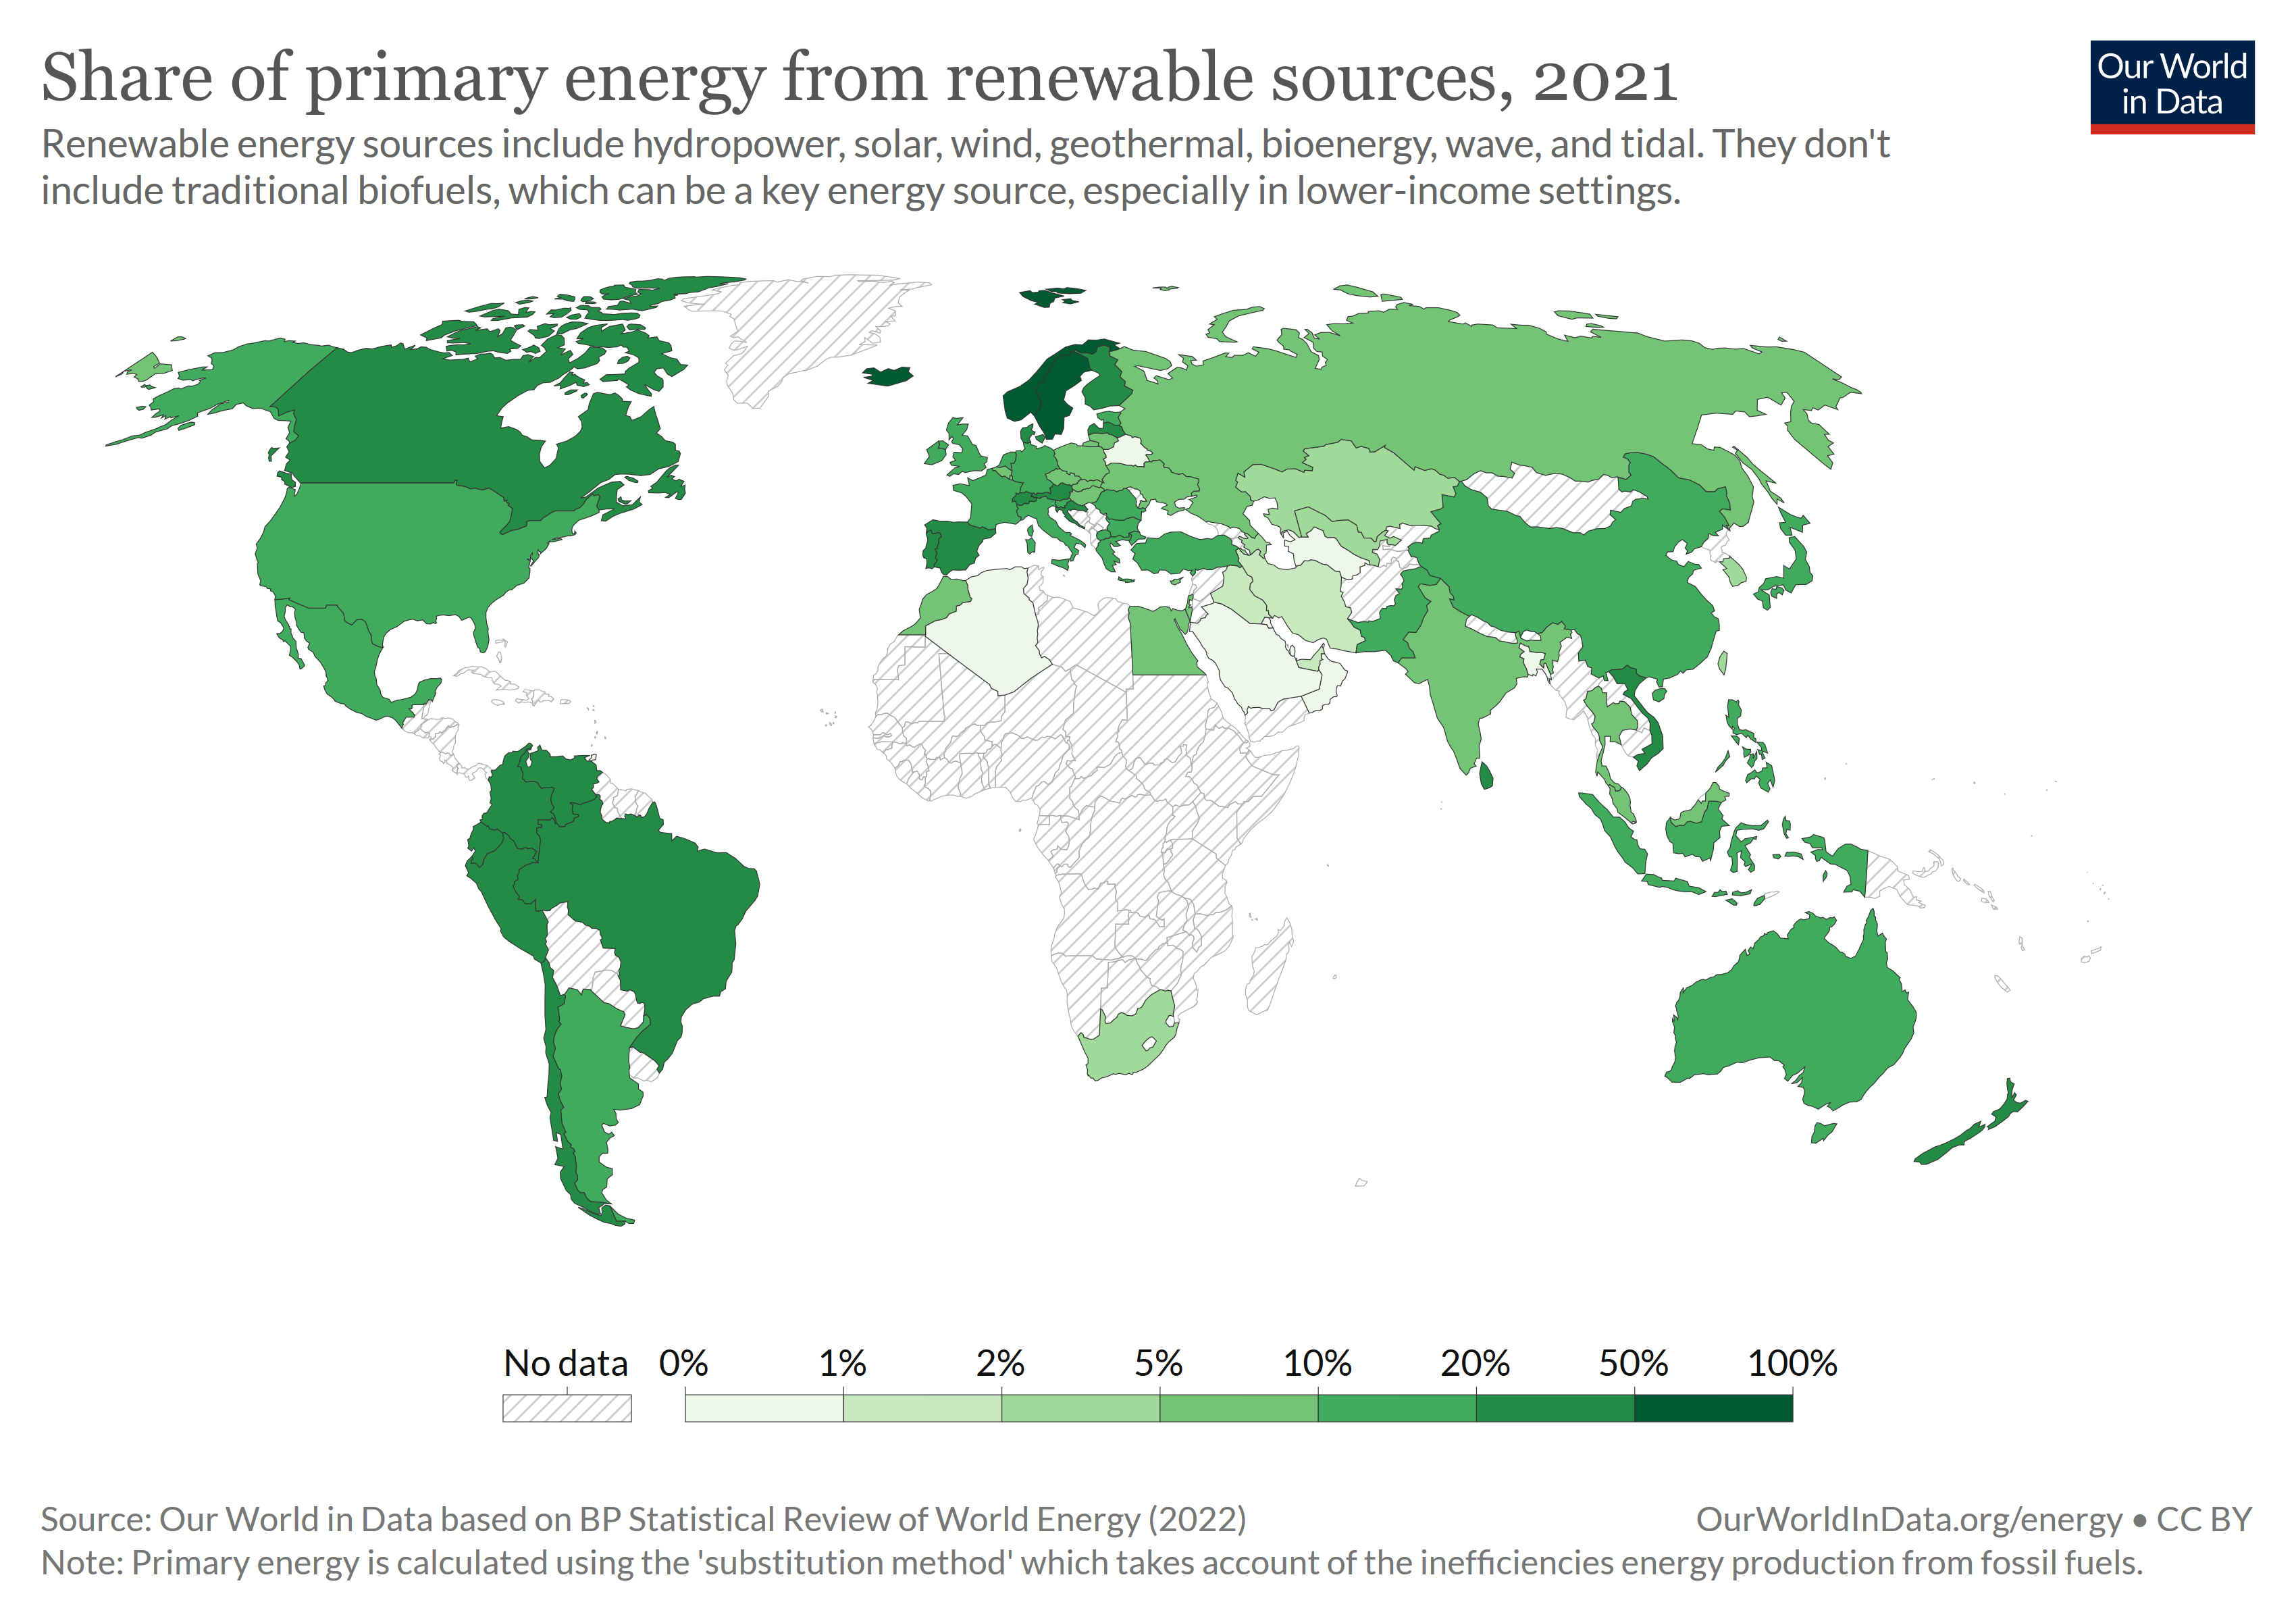 Share of primary energy from renewable sources, 2021
Our World
in Data
Renewable energy sources include hydropower, solar, wind, geothermal, bioenergy, wave, and tidal. They don't
include traditional biofuels, which can be a key energy source, especially in lower-income settings.
No data 0% 1% 2% 5% 10% 20% 50% 100%
Source: Our World in Data based on BP Statistical Review of World Energy (2022)
OurWorldInData.org/energy • CC BY
Note: Primary energy is calculated using the 'substitution method' which takes account of the inefficiencies energy production from fossil fuels.